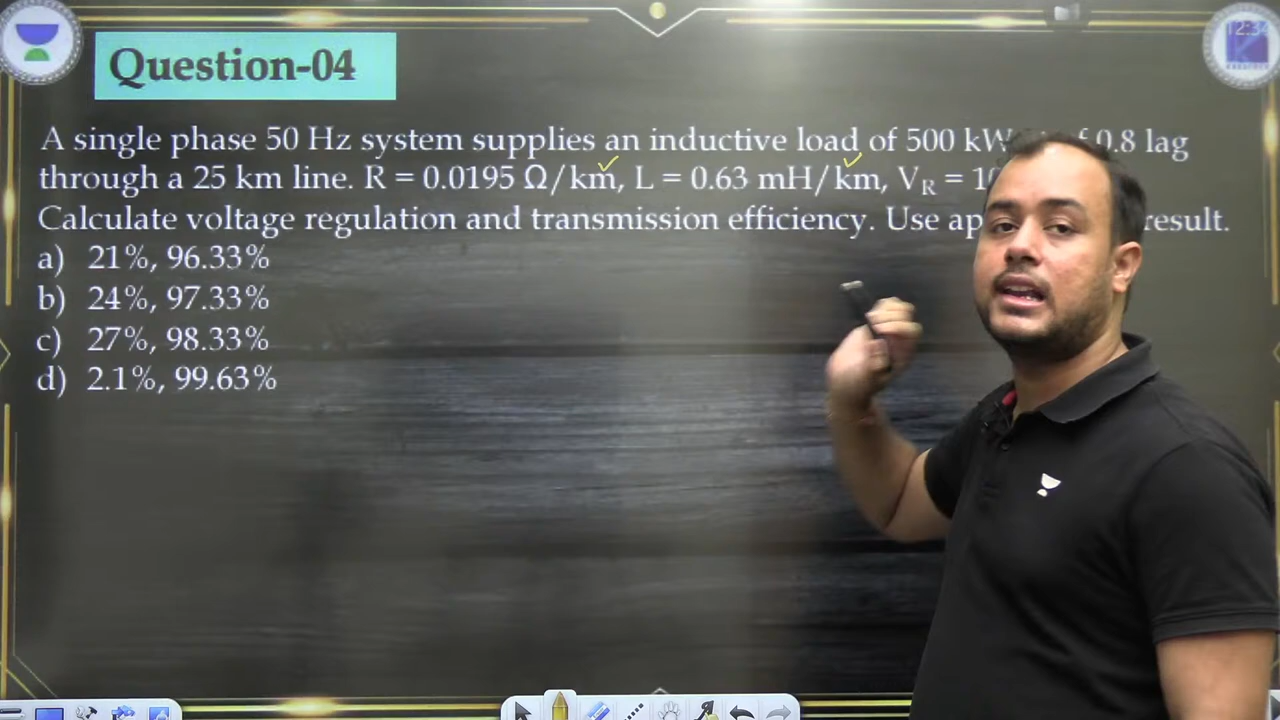 Question-04
A single phase 50 Hz system supplies an inductive load of 500 kW 0.8 lag
through a 25 km line. R = 0.0195 Ω/km, L = 0.63 mH/km, V_R =
Calculate voltage regulation and transmission efficiency. Use result.
a) 21%, 96.33%
b) 24%, 97.33%
c) 27%, 98.33%
d) 2.1%, 99.63%